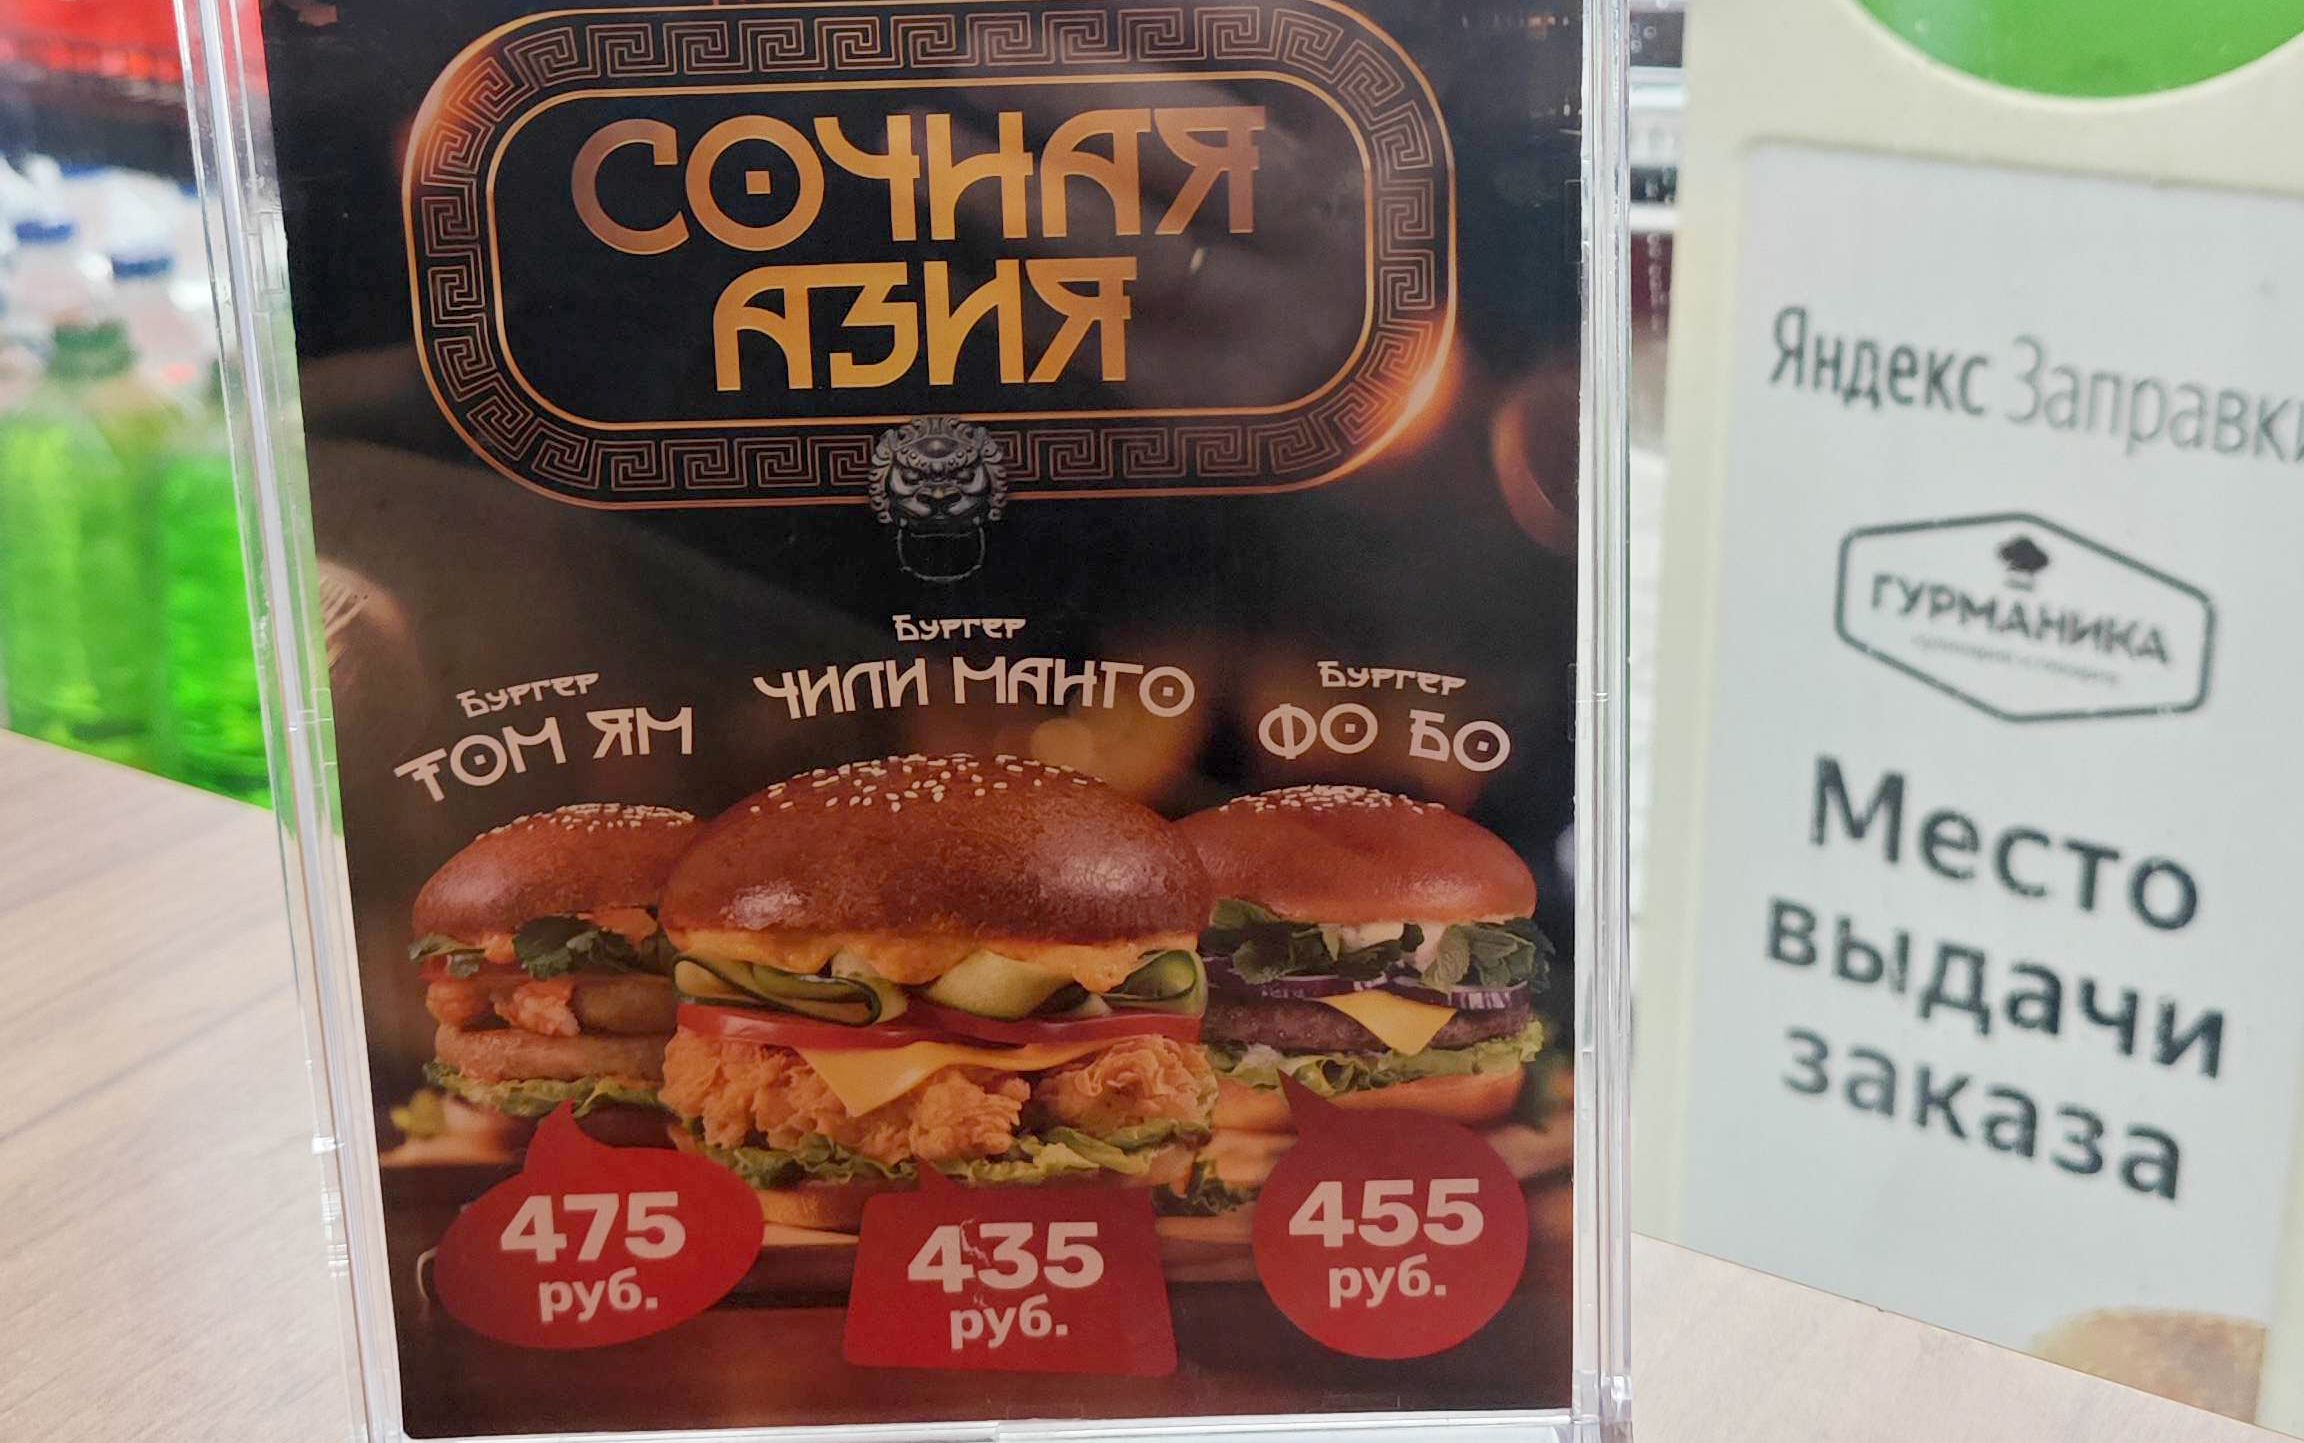 СОЧНАЯ
АЗИЯ
Бургер
ТОМ ЯМ
Бургер
ЧИЛИ МАНГО
Бургер
ФО БО
475
руб.
435
руб.
455
руб.
Яндекс Заправки
ГУРМАНИКА
Место
выдачи
заказа